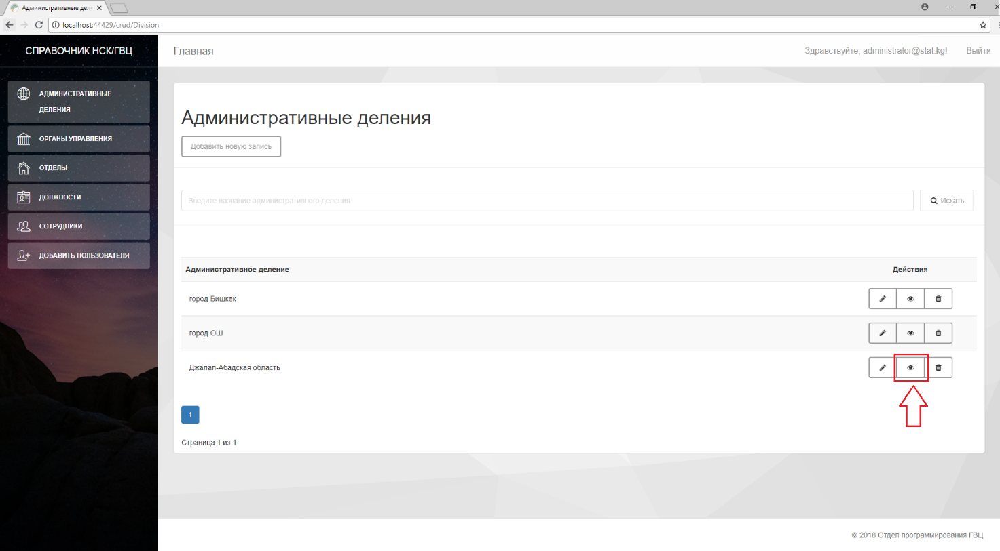 Административные деле
localhost:44429/crud/Division
СПРАВОЧНИК НСК/ГВЦ
Главная
Здравствуйте, administrator@stat.kg!
Выйти
АДМИНИСТРАТИВНЫЕ
ДЕЛЕНИЯ
ОРГАНЫ УПРАВЛЕНИЯ
ОТДЕЛЫ
ДОЛЖНОСТИ
СОТРУДНИКИ
ДОБАВИТЬ ПОЛЬЗОВАТЕЛЯ
Административные деления
Добавить новую запись
Введите название административного деления
Искать
Административное деление
Действия
город Бишкек
город ОШ
Джалал-Абадская область
1
Страница 1 из 1
© 2018 Отдел программирования ГВЦ